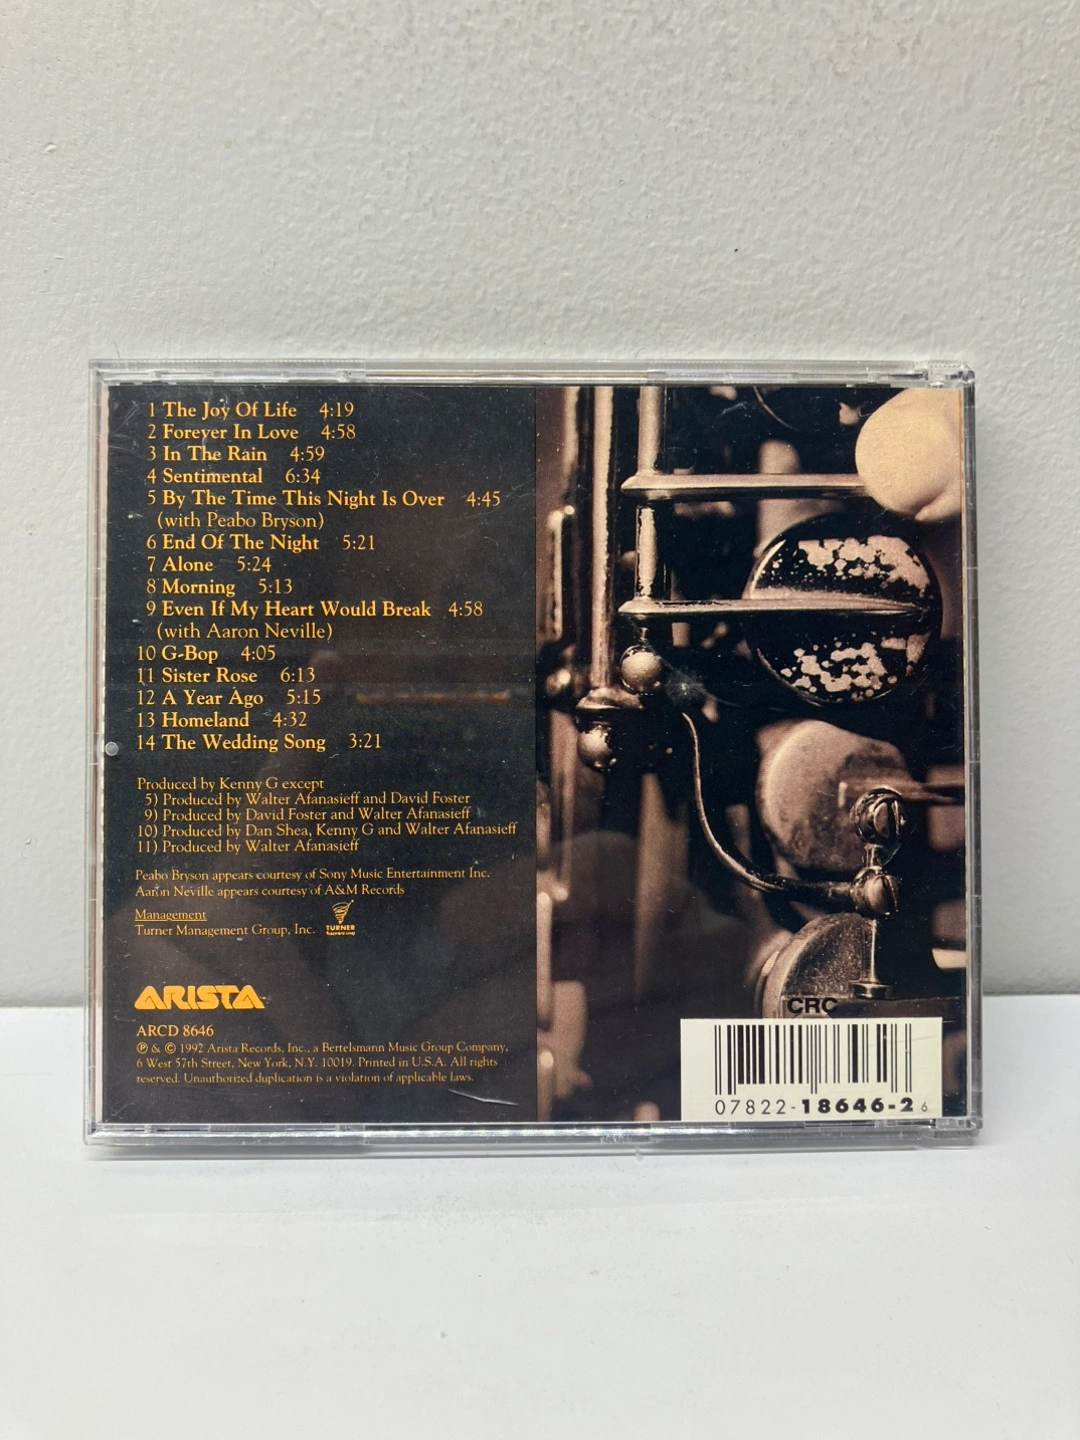 1 The Joy Of Life 4:19
2 Forever In Love 4:58
3 In The Rain 4:59
4 Sentimental 6:34
5 By The Time This Night Is Over 4:45
(with Peabo Bryson)
6 End Of The Night 5:21
7 Alone 5:24
8 Morning 5:13
9 Even If My Heart Would Break 4:58
(with Aaron Neville)
10 G-Bop 4:05
11 Sister Rose 6:13
12 A Year Ago 5:15
13 Homeland 4:32
14 The Wedding Song 3:21
Produced by Kenny G except
5) Produced by Walter Afanasieff and David Foster
9) Produced by David Foster and Walter Afanasieff
10) Produced by Dan Shea, Kenny G and Walter Afanasieff
11) Produced by Walter Afanasieff
Peabo Bryson appears courtesy of Sony Music Entertainment Inc.
Aaron Neville appears courtesy of A&M Records
Management
Turner Management Group, Inc.
TURNER
ARISTA
ARCD 8646
℗ & © 1992 Arista Records, Inc., a Bertelsmann Music Group Company,
6 West 57th Street, New York, N.Y. 10019. Printed in U.S.A. All rights
reserved. Unauthorized duplication is a violation of applicable laws.
CRC
07822-18646-2 6